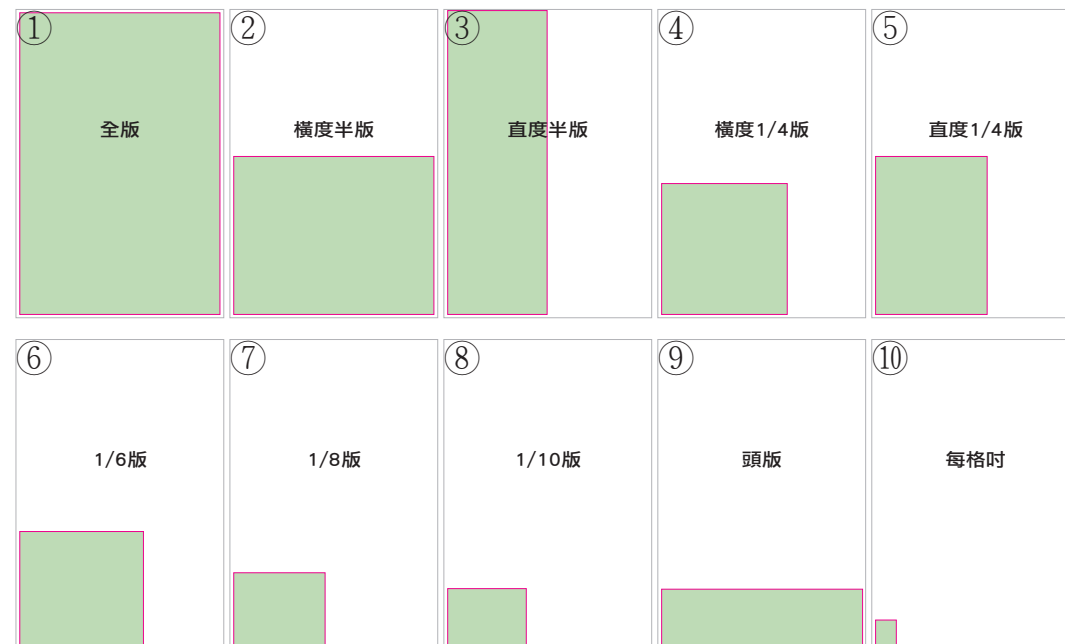 ①
全版
②
橫度半版
③
直度半版
④
橫度1/4版
⑤
直度1/4版
⑥
1/6版
⑦
1/8版
⑧
1/10版
⑨
頭版
⑩
每格吋